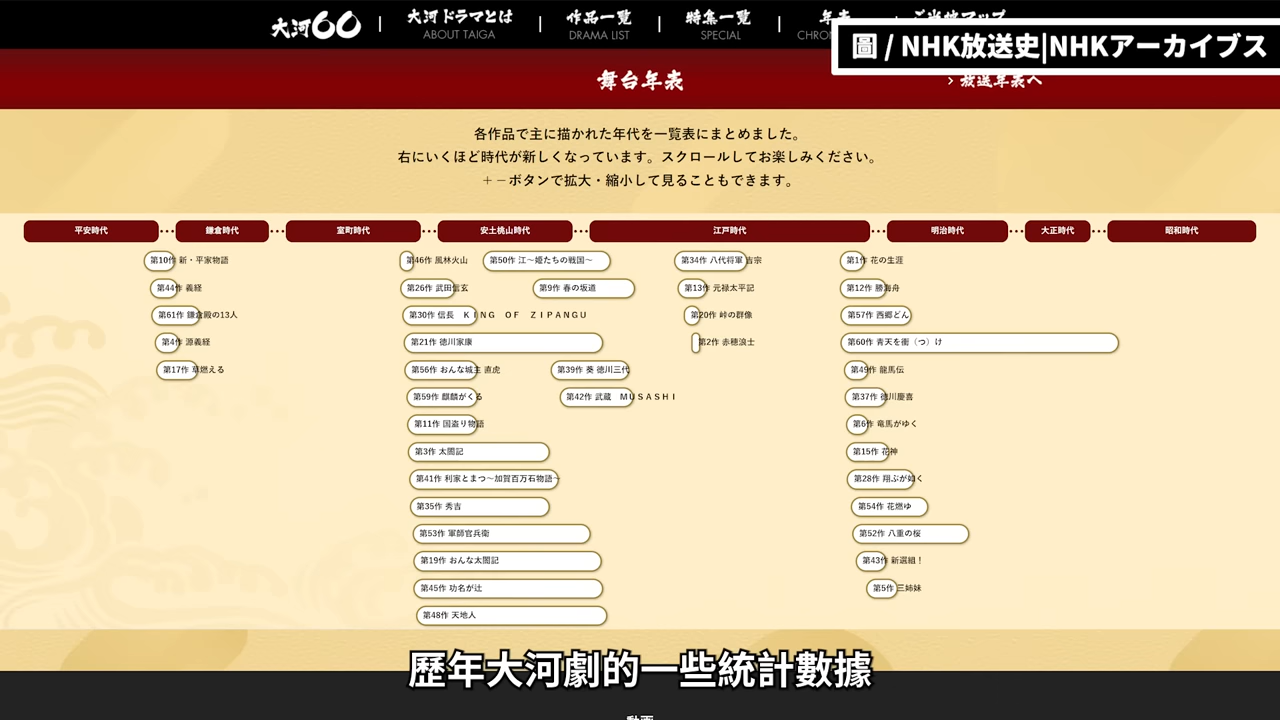 大河60
大河ドラマとは
ABOUT TAIGA
作品一覧
DRAMA LIST
特集一覧
SPECIAL
圖 / NHK放送史|NHKアーカイブス
舞台年表
> 放送年表へ
各作品で主に描かれた年代を一覧表にまとめました。
右にいくほど時代が新しくなっています。スクロールしてお楽しみください。
+-ボタンで拡大・縮小して見ることもできます。
平安時代
鎌倉時代
室町時代
安土桃山時代
江戸時代
明治時代
大正時代
昭和時代
第10作 新・平家物語
第46作 風林火山
第50作 江～姫たちの戦国～
第34作 八代将軍 吉宗
第1作 花の生涯
第44作 義経
第26作 武田信玄
第9作 春の坂道
第13作 元禄太平記
第12作 勝海舟
第61作 鎌倉殿の13人
第30作 信長 KING OF ZIPANGU
第20作 峠の群像
第57作 西郷どん
第4作 源義経
第21作 徳川家康
第2作 赤穂浪士
第60作 青天を衝（つ）け
第17作 草燃える
第56作 おんな城主 直虎
第39作 葵 徳川三代
第49作 龍馬伝
第59作 麒麟がくる
第42作 武蔵 MUSASHI
第37作 徳川慶喜
第11作 国盗り物語
第6作 竜馬がゆく
第3作 太閤記
第15作 花神
第41作 利家とまつ～加賀百万石物語～
第28作 翔ぶが如く
第35作 秀吉
第54作 花燃ゆ
第53作 軍師官兵衛
第52作 八重の桜
第19作 おんな太閤記
第43作 新選組！
第45作 功名が辻
第5作 三姉妹
第48作 天地人
歷年大河劇的一些統計數據